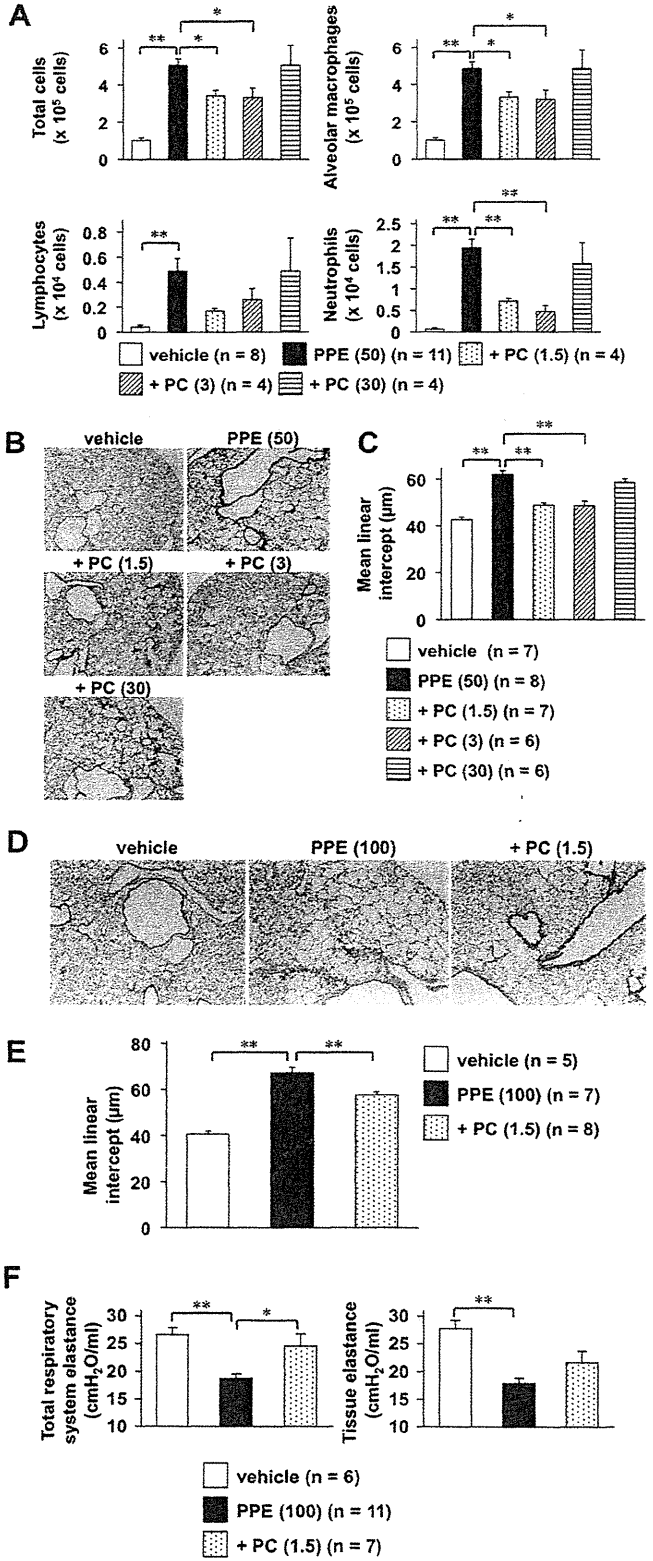 A
Total cells
(x 10⁵ cells)
6
4
2
0
** * *
Alveolar macrophages
(x 10⁵ cells)
6
4
2
0
** * *
Lymphocytes
(x 10⁴ cells)
0.8
0.6
0.4
0.2
0
**
Neutrophils
(x 10⁴ cells)
2.5
2
1.5
1
0.5
0
** ** **
vehicle (n = 8) PPE (50) (n = 11) + PC (1.5) (n = 4)
+ PC (3) (n = 4) + PC (30) (n = 4)
B
vehicle PPE (50)
+ PC (1.5) + PC (3)
+ PC (30)
C
Mean linear
intercept (μm)
60
40
20
0
** ** **
vehicle (n = 7)
PPE (50) (n = 8)
+ PC (1.5) (n = 7)
+ PC (3) (n = 6)
+ PC (30) (n = 6)
D
vehicle PPE (100) + PC (1.5)
E
Mean linear
intercept (μm)
80
60
40
20
0
** **
vehicle (n = 5)
PPE (100) (n = 7)
+ PC (1.5) (n = 8)
F
Total respiratory
system elastance
(cmH₂O/ml)
30
25
20
15
10
** *
Tissue elastance
(cmH₂O/ml)
30
25
20
15
10
**
vehicle (n = 6)
PPE (100) (n = 11)
+ PC (1.5) (n = 7)